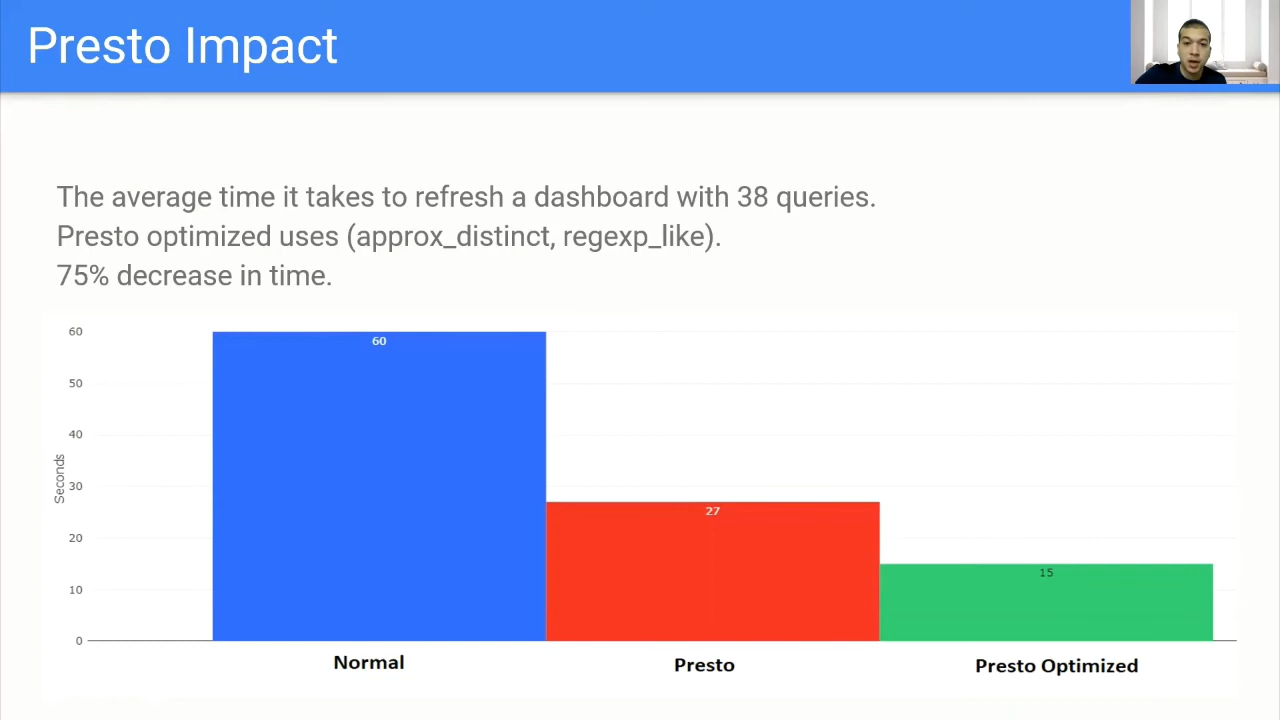 Presto Impact
The average time it takes to refresh a dashboard with 38 queries.
Presto optimized uses (approx_distinct, regexp_like).
75% decrease in time.
60
50
40
30
20
10
0
Seconds
60
27
15
Normal
Presto
Presto Optimized